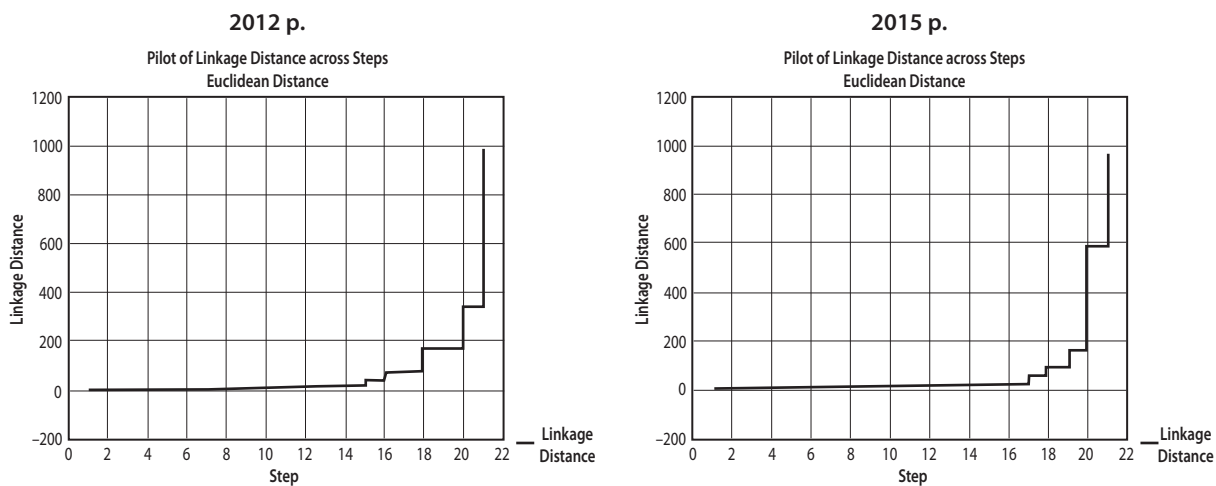 2012 p.
Pilot of Linkage Distance across Steps
Euclidean Distance
1200
1000
800
600
400
200
0
–200
Linkage Distance
0 2 4 6 8 10 12 14 16 18 20 22
Step
Linkage
Distance
2015 p.
Pilot of Linkage Distance across Steps
Euclidean Distance
1200
1000
800
600
400
200
0
–200
Linkage Distance
0 2 4 6 8 10 12 14 16 18 20 22
Step
Linkage
Distance